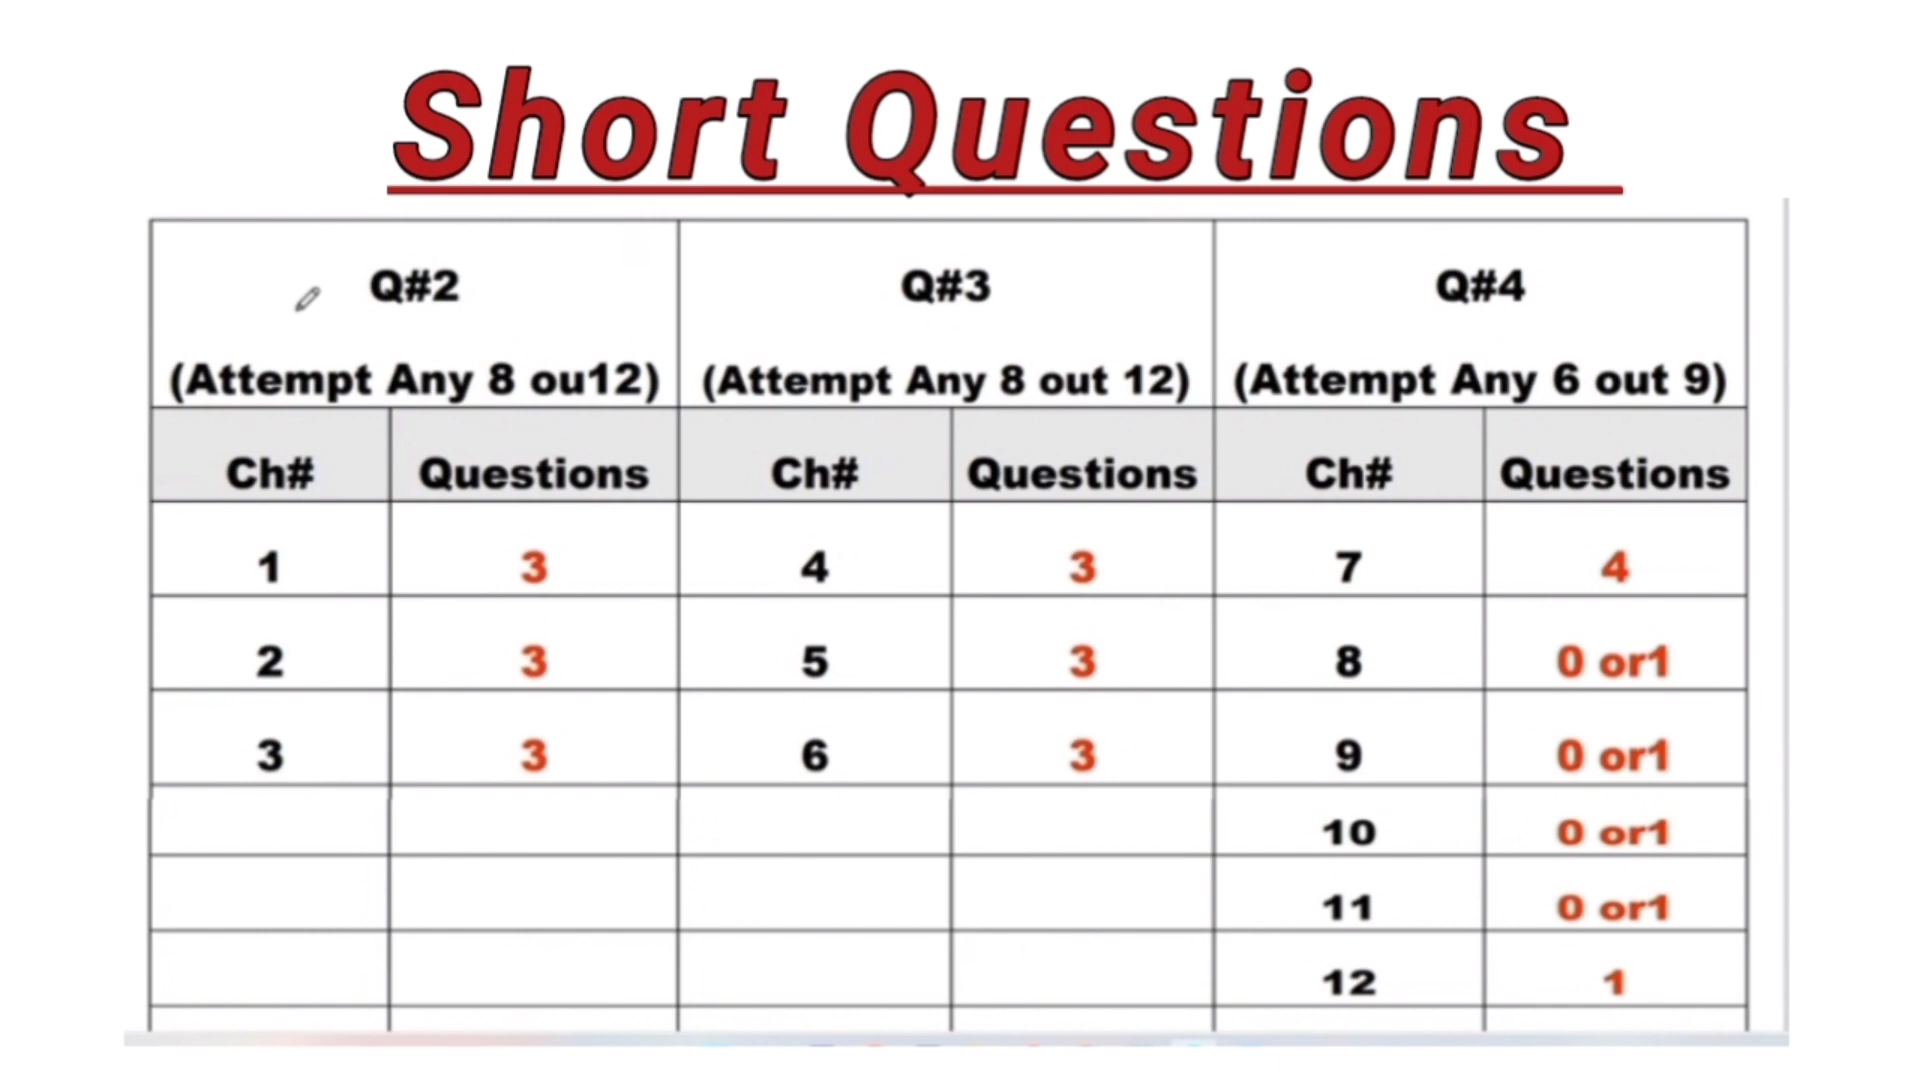 Short Questions
Q#2 Q#3 Q#4
(Attempt Any 8 ou12) (Attempt Any 8 out 12) (Attempt Any 6 out 9)
Ch# Questions Ch# Questions Ch# Questions
1 3 4 3 7 4
2 3 5 3 8 0 or1
3 3 6 3 9 0 or1
10 0 or1
11 0 or1
12 1